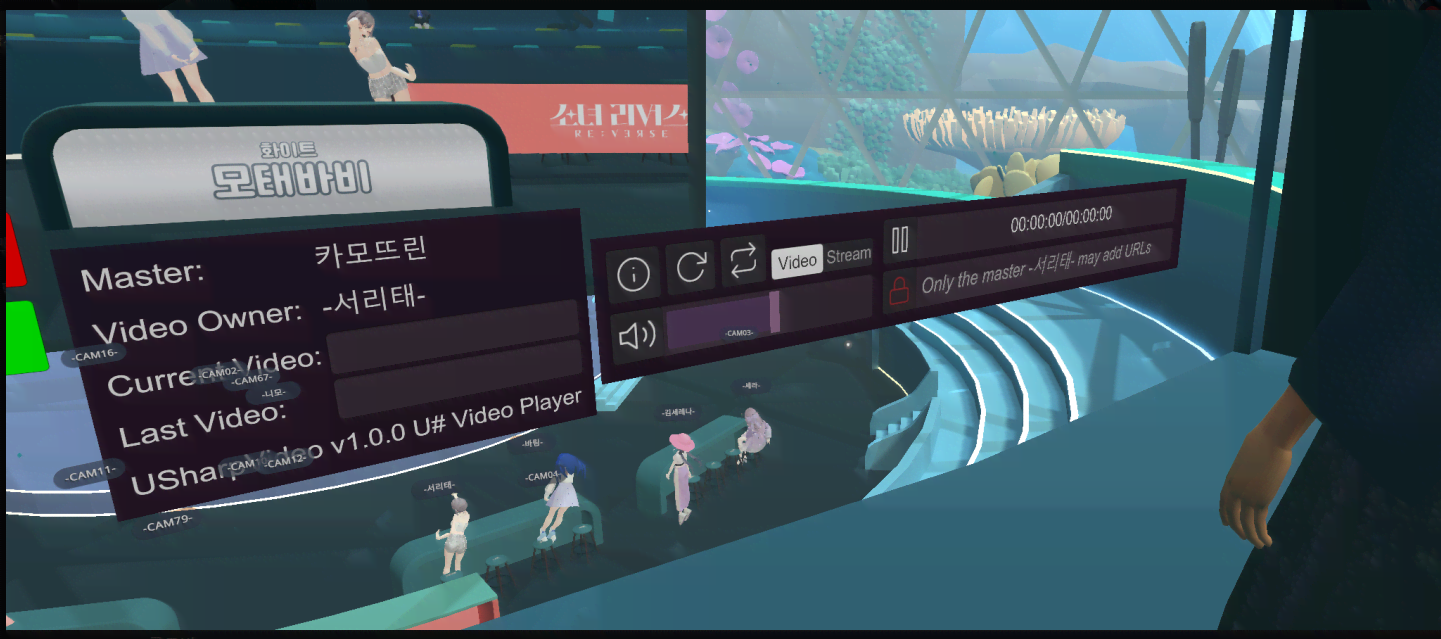 소녀 리버스
RE:VERSE
화이트
모태바비
Master: 카모뜨린
Video Owner: -서리태-
Current Video:
Last Video:
USharpVideo v1.0.0 U# Video Player
Video Stream
00:00:00/00:00:00
Only the master -서리태- may add URLs
-CAM03-
-CAM16-
-CAM02-
-CAM67-
-니모-
-CAM11-
-CAM12-
-CAM79-
-서리태-
-바림-
-CAM04-
-김세레나-
-세라-